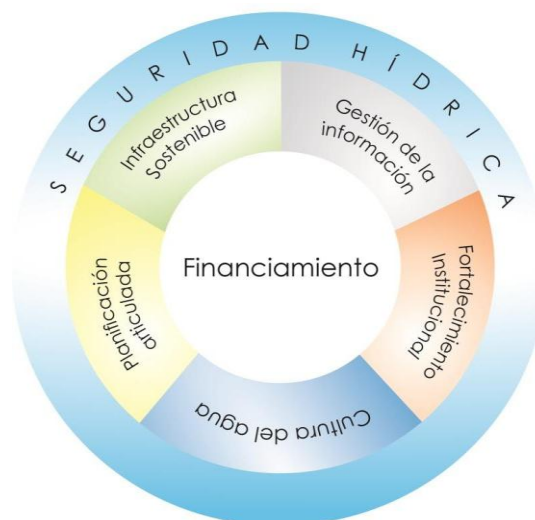 SEGURIDAD HÍDRICA
Infraestructura
Sostenible
Gestión de la
información
Planificación
articulada
Financiamiento
Fortalecimiento
Institucional
Cultura del agua